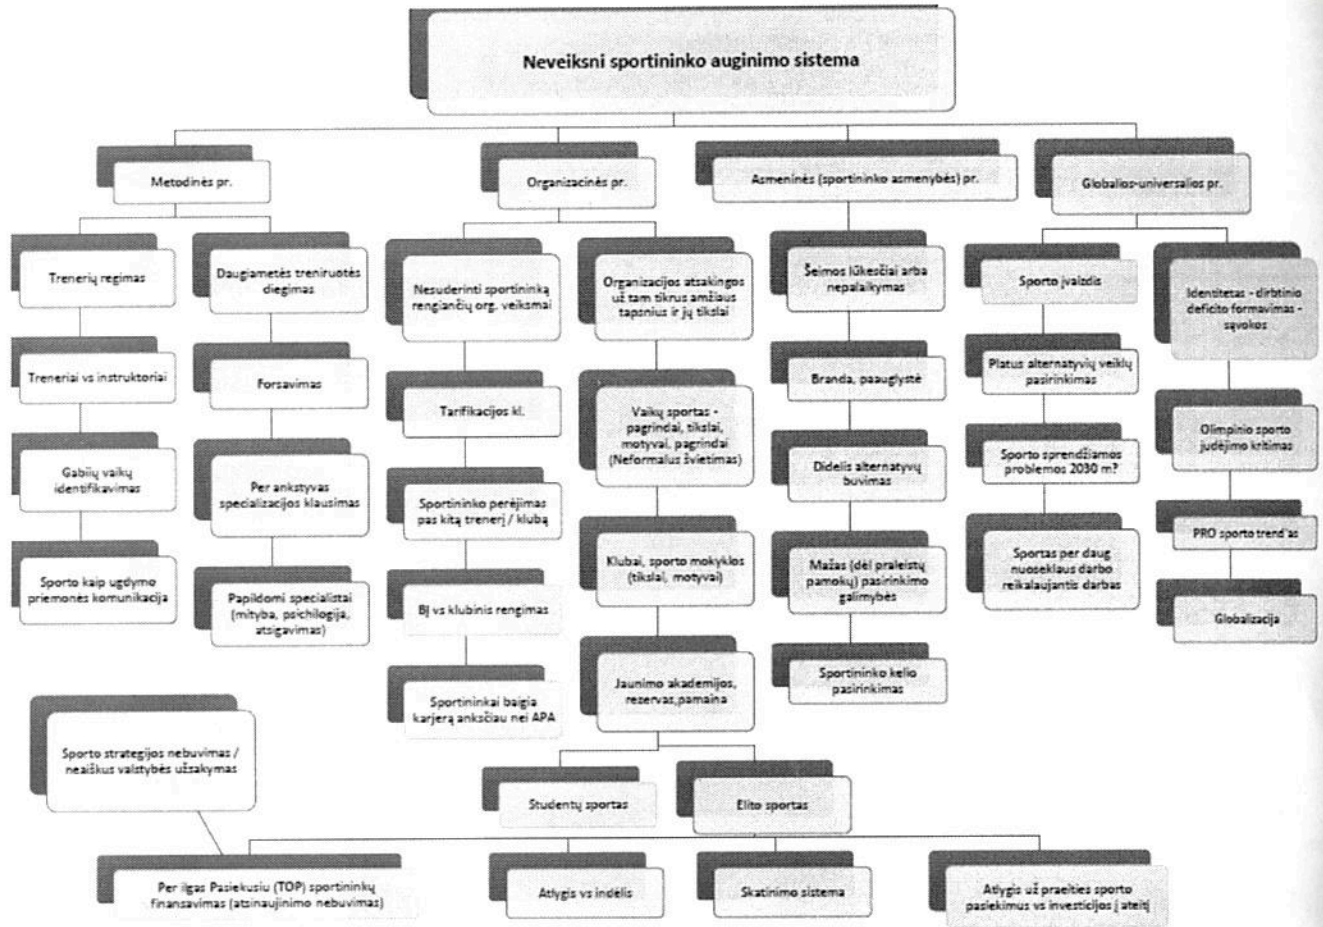 Neveiksni sportininko auginimo sistema
Metodinės pr.
Organizacinės pr.
Asmeninės (sportininko asmenybės) pr.
Globalios-universalios pr.
Trenerių regimas
Treneriai vs instruktoriai
Gabiių vaikų
identifikavimas
Sporto kaip ugdymo
priemonės komunikacija
Daugiametės treniruotės
diegimas
Forsavimas
Per ankstyvas
specializacijos klausimas
Papildomi specialistai
(mityba, psichilogija,
atsigavimas)
Nesuderinti sportininką
rengiančių org. veiksmai
Tarifikacijos kl.
Sportininko perėjimas
pas kitą trenerį / klubą
BJ vs klubinis rengimas
Sportininkai baigia
karjerą anksčiau nei APA
Organizacijos atsakingos
už tam tikrus amžiaus
tapsnius ir jų tikslai
Vaikų sportas -
pagrindai, tikslai,
motyvai, pagrindai
(Neformalus švietimas)
Klubai, sporto mokyklos
(tikslai, motyvai)
Jaunimo akademijos,
rezervas,pamaina
Studentų sportas
Elito sportas
Šeimos lūkesčiai arba
nepalaikymas
Branda, paauglystė
Didelis alternatyvų
buvimas
Mažas (dėl praleistų
pamokų) pasirinkimo
galimybės
Sportininko kelio
pasirinkimas
Sporto įvaizdis
Platus alternatyvių veiklų
pasirinkimas
Sporto sprendžiamos
problemos 2030 m?
Sportas per daug
nuoseklaus darbo
reikalaujantis darbas
Identitetas - dirbtinio
deficito formavimas -
sąvokos
Olimpinio sporto
judėjimo kritimas
PRO sporto trend'as
Globalizacija
Sporto strategijos nebuvimas /
neaiškus valstybės užsakymas
Per ilgas Pasiekusiu (TOP) sportininkų
finansavimas (atsinaujinimo nebuvimas)
Atlygis vs indėlis
Skatinimo sistema
Atlygis už praeities sporto
pasiekimus vs investicijos į ateitį